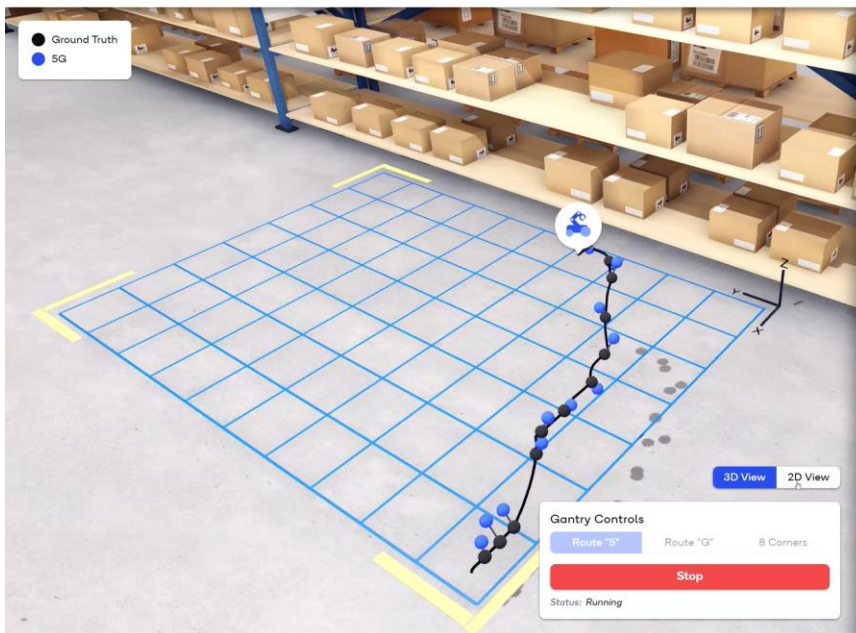 Ground Truth
5G
Z
Y
X
3D View
2D View
Gantry Controls
Route "5"
Route "G"
8 Corners
Stop
Status: Running